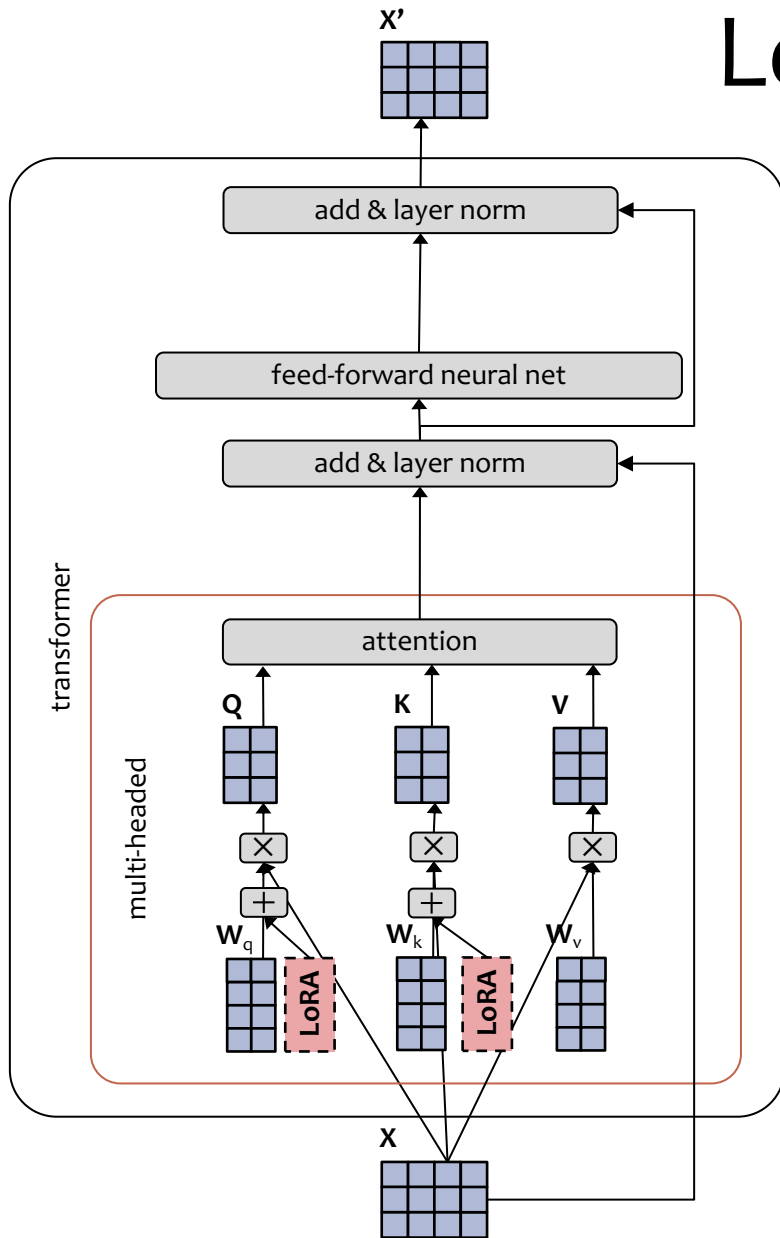 X’
add & layer norm
feed-forward neural net
add & layer norm
transformer
attention
multi-headed
Q
K
V
×
×
×
+
+
Wq
Wk
Wv
LoRA
LoRA
X